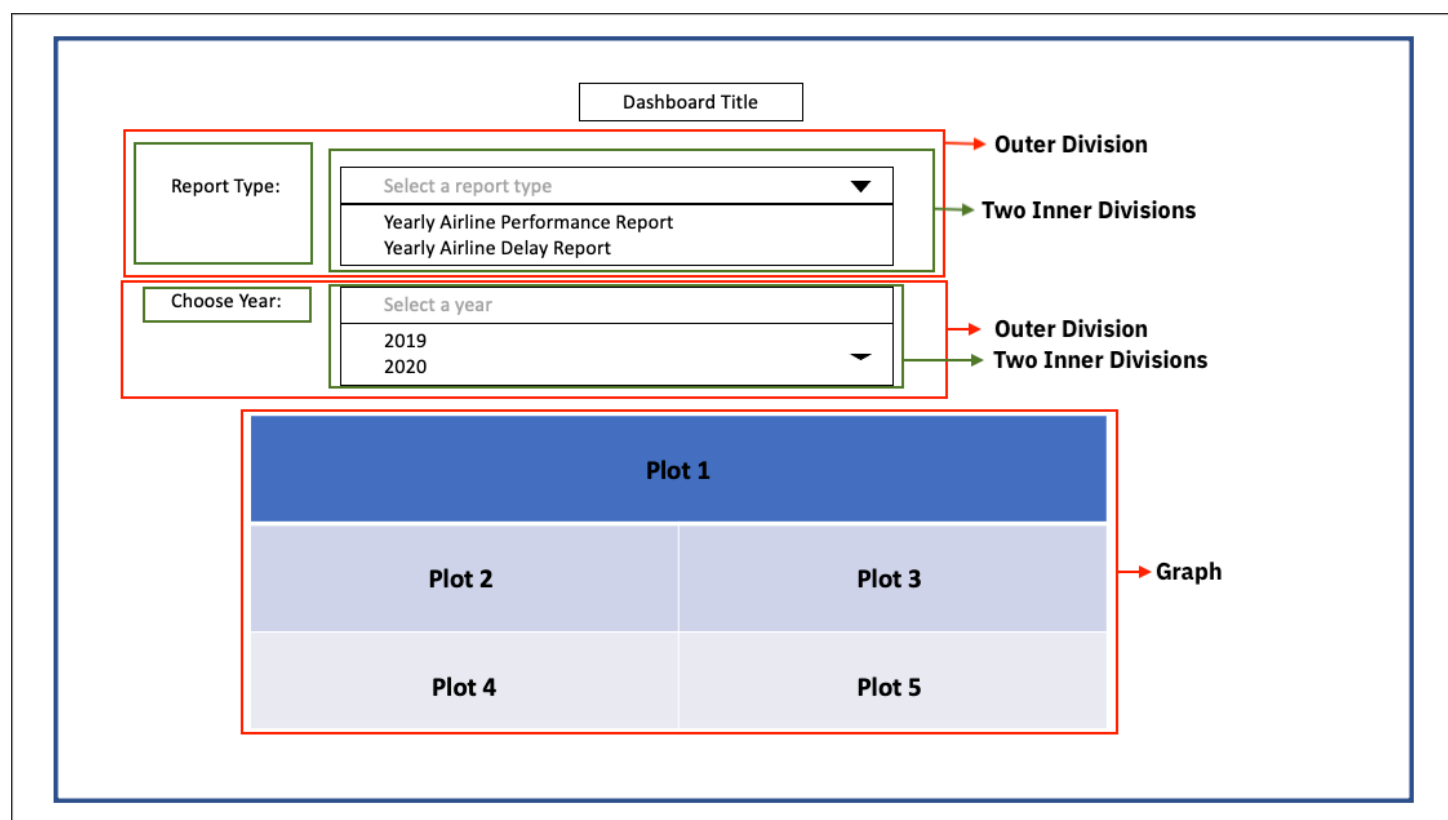 Dashboard Title
Outer Division
Report Type:
Select a report type
Two Inner Divisions
Yearly Airline Performance Report
Yearly Airline Delay Report
Choose Year:
Select a year
Outer Division
2019
2020
Two Inner Divisions
Plot 1
Plot 2
Plot 3
Graph
Plot 4
Plot 5